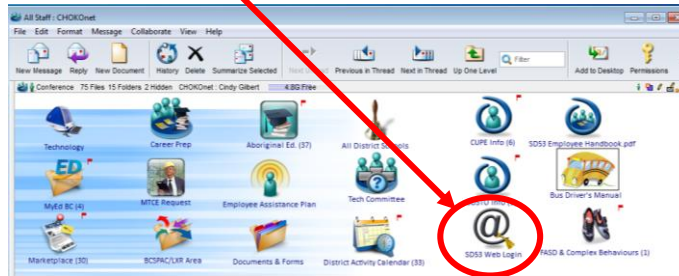 All Staff : CHOKOnet
File Edit Format Message Collaborate View Help
New Message Reply New Document History Delete Summarize Selected Next Unread Previous in Thread Next in Thread Up One Level Filter Add to Desktop Permissions
Conference 75 Files 15 Folders 2 Hidden CHOKOnet : Cindy Gilbert 4.8G Free
Technology Career Prep Aboriginal Ed. (37) All District Schools CUPE Info (6) SD53 Employee Handbook.pdf
MyEd BC (4) MTCE Request Employee Assistance Plan Tech Committee Info Bus Driver's Manual
Marketplace (30) BCSFAC/LXR Area Documents & Forms District Activity Calendar (33) SD53 Web Login FASD & Complex Behaviours (1)